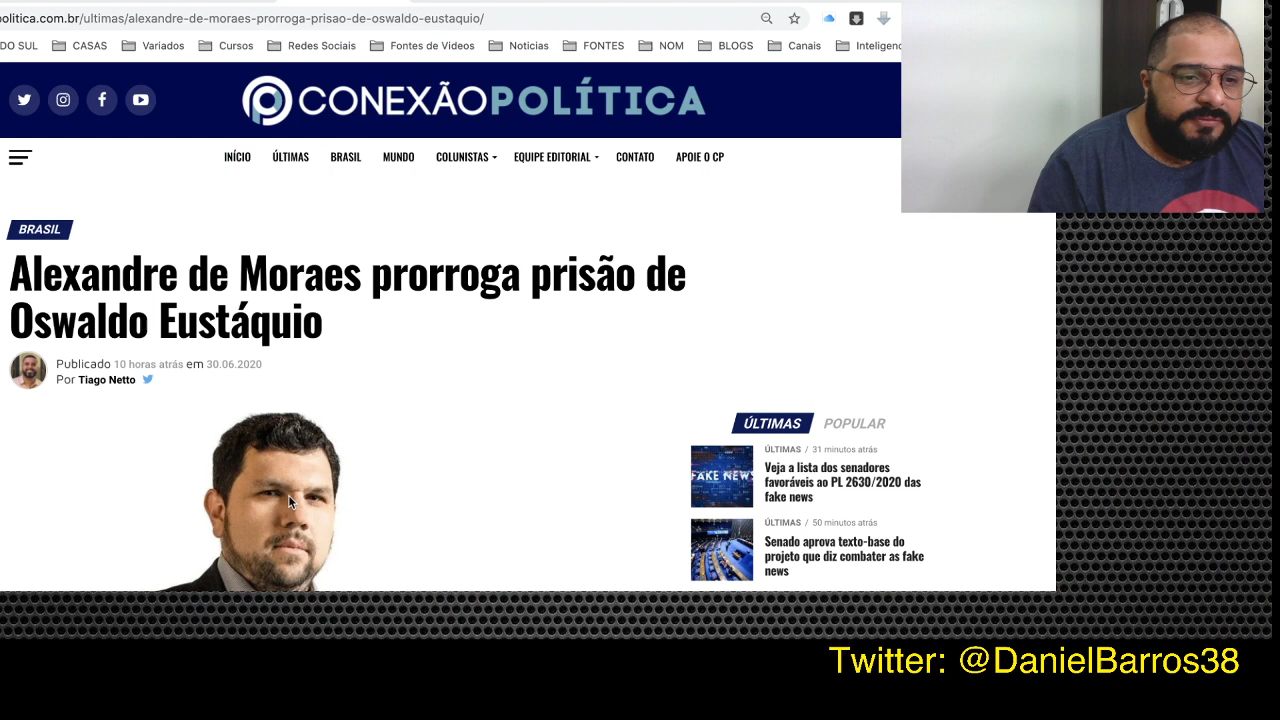 politica.com.br/ultimas/alexandre-de-moraes-prorroga-prisao-de-oswaldo-eustaquio/
DO SUL CASAS Variados Cursos Redes Sociais Fontes de Videos Noticias FONTES NOM BLOGS Canais Inteligenc
CONEXÃOPOLÍTICA
INÍCIO ÚLTIMAS BRASIL MUNDO COLUNISTAS EQUIPE EDITORIAL CONTATO APOIE O CP
BRASIL
Alexandre de Moraes prorroga prisão de
Oswaldo Eustáquio
Publicado 10 horas atrás em 30.06.2020
Por Tiago Netto
ÚLTIMAS POPULAR
ÚLTIMAS / 31 minutos atrás
FAKE NEWS
Veja a lista dos senadores
favoráveis ao PL 2630/2020 das
fake news
ÚLTIMAS / 50 minutos atrás
Senado aprova texto-base do
projeto que diz combater as fake
news
Twitter: @DanielBarros38